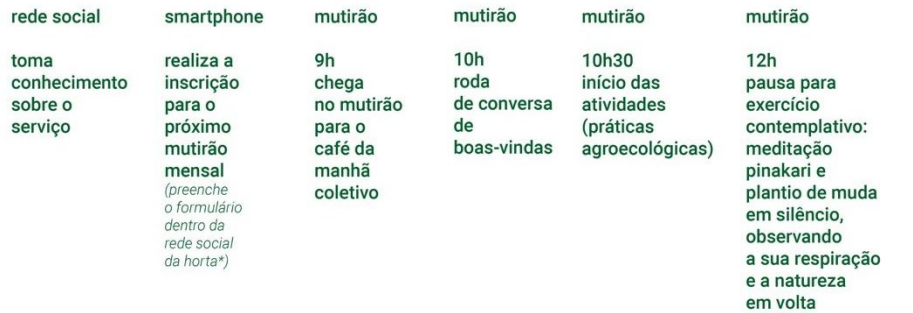 rede social
toma
conhecimento
sobre o
serviço
smartphone
realiza a
inscrição
para o
próximo
mutirão
mensal
(preenche
o formulário
dentro da
rede social
da horta*)
mutirão
9h
chega
no mutirão
para o
café da
manhã
coletivo
mutirão
10h
roda
de conversa
de
boas-vindas
mutirão
10h30
início das
atividades
(práticas
agroecológicas)
mutirão
12h
pausa para
exercício
contemplativo:
meditação
pinakari e
plantio de muda
em silêncio,
observando
a sua respiração
e a natureza
em volta